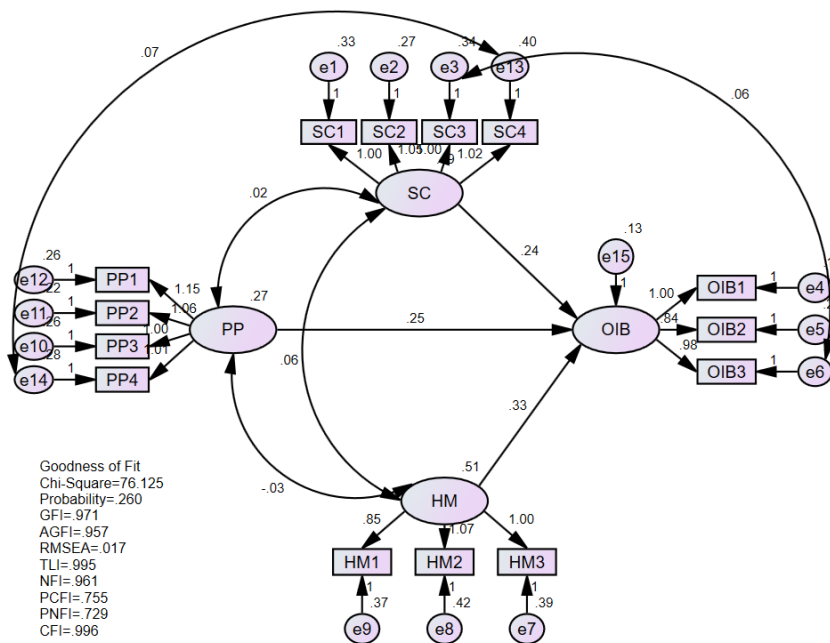 .07
.33
.27
.34
.40
e1
e2
e3
e13
.06
1
1
1
1
SC1
SC2
SC3
SC4
1.00
1.00
1.02
SC
.02
.13
.24
e15
1
.26
e12
1
PP1
1.15
.27
1.00
OIB1
1
e4
.22
e11
1
PP2
1.06
PP
.25
OIB
.84
OIB2
1
e5
.26
e10
1
PP3
1.00
.98
OIB3
1
e6
.28
e14
1
PP4
1.01
.06
.33
-.03
.51
HM
.85
1.07
1.00
HM1
HM2
HM3
1
1
1
.37
.42
.39
e9
e8
e7
Goodness of Fit
Chi-Square=76.125
Probability=.260
GFI=.971
AGFI=.957
RMSEA=.017
TLI=.995
NFI=.961
PCFI=.755
PNFI=.729
CFI=.996